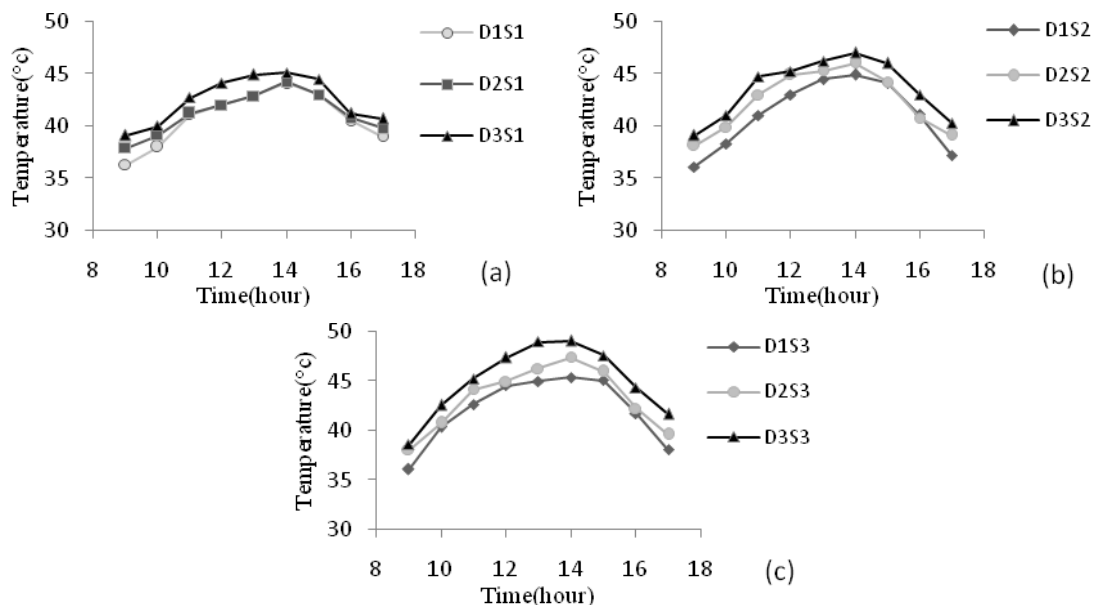 50
45
40
35
30
Temperature(°c)
8 10 12 14 16 18
Time(hour)
D1S1
D2S1
D3S1
(a)
50
45
40
35
30
Temperature(°c)
8 10 12 14 16 18
Time(hour)
D1S2
D2S2
D3S2
(b)
50
45
40
35
30
Temperature(°c)
8 10 12 14 16 18
Time(hour)
D1S3
D2S3
D3S3
(c)